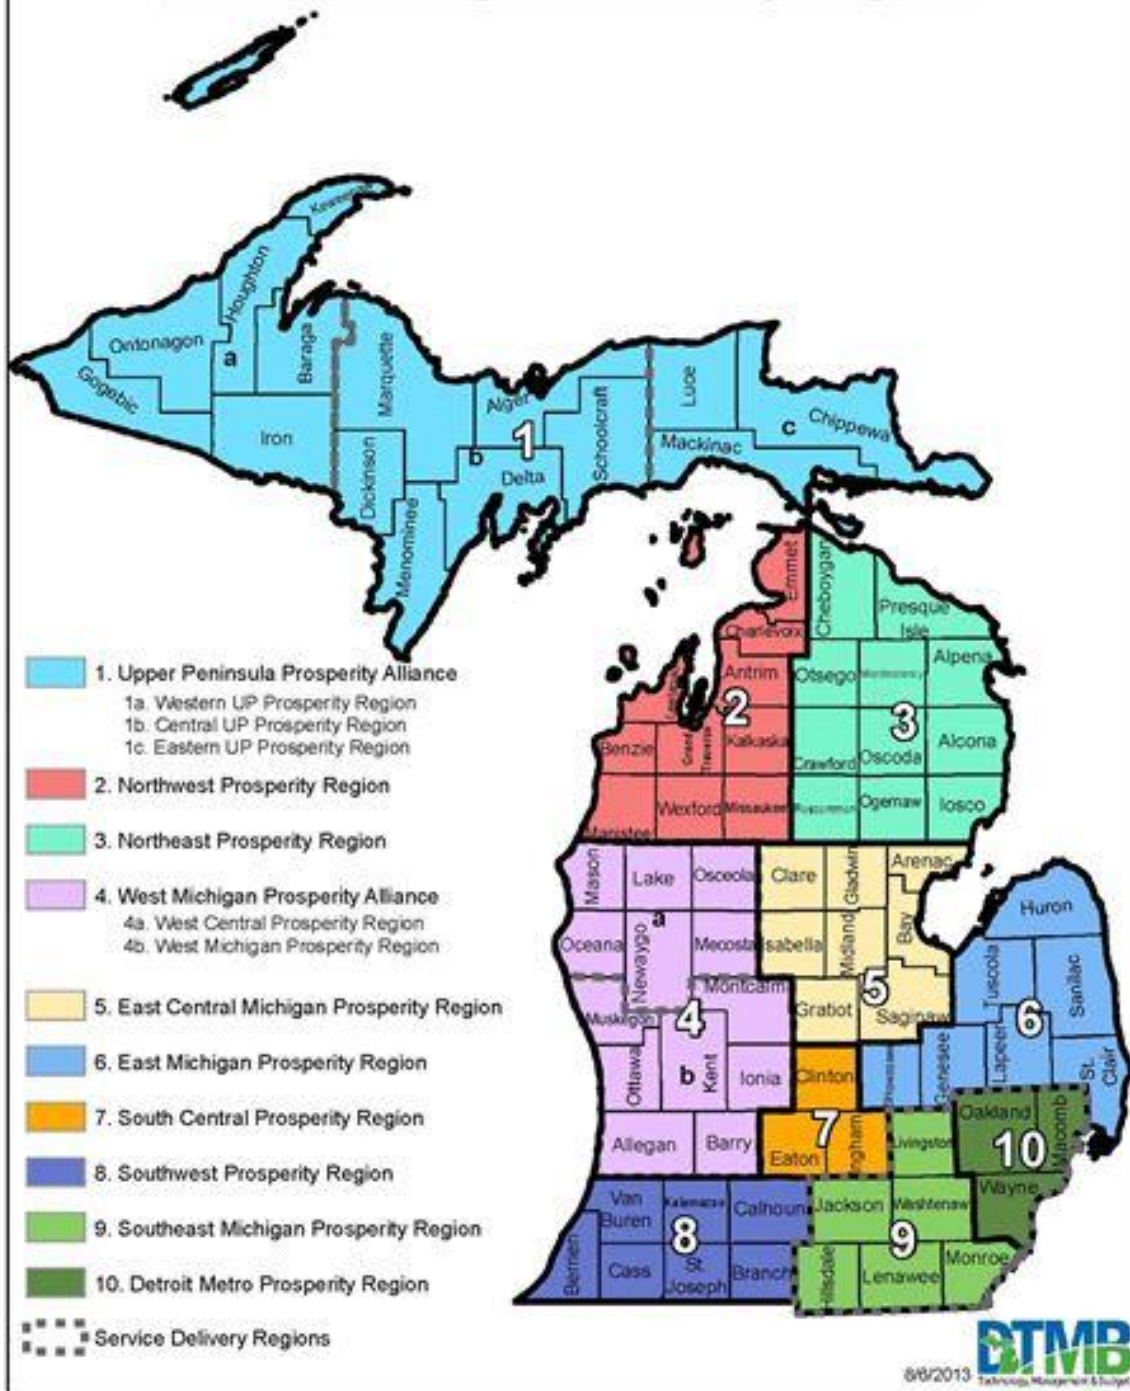 Keweenaw
Houghton
Ontonagon
a
Baraga
Marquette
Gogebic
Iron
Alger
1
Luce
c
Chippewa
Schoolcraft
Mackinac
b
Dickinson
Delta
Menominee
Emmet
Cheboygan
Presque
Isle
Charlevoix
Antrim
Otsego
Montmorency
Alpena
2
3
Benzie
Grand
Traverse
Kalkaska
Crawford
Oscoda
Alcona
Manistee
Wexford
Missaukee
Roscommon
Ogemaw
Iosco
1. Upper Peninsula Prosperity Alliance
1a. Western UP Prosperity Region
1b. Central UP Prosperity Region
1c. Eastern UP Prosperity Region
2. Northwest Prosperity Region
3. Northeast Prosperity Region
4. West Michigan Prosperity Alliance
4a. West Central Prosperity Region
4b. West Michigan Prosperity Region
5. East Central Michigan Prosperity Region
6. East Michigan Prosperity Region
7. South Central Prosperity Region
8. Southwest Prosperity Region
9. Southeast Michigan Prosperity Region
10. Detroit Metro Prosperity Region
Service Delivery Regions
Mason
Lake
Osceola
Clare
Gladwin
Arenac
a
Huron
Oceana
Newaygo
Mecosta
Isabella
Midland
Bay
Tuscola
Sanilac
Montcalm
Muskegon
4
Gratiot
5
Saginaw
6
Ottawa
b
Kent
Ionia
Clinton
Shiawassee
Genesee
Lapeer
St.
Clair
Allegan
Barry
7
Eaton
Ingham
Livingston
Oakland
Macomb
10
Van
Buren
Kalamazoo
Calhoun
Jackson
Washtenaw
Wayne
8
9
Berrien
Cass
St.
Joseph
Branch
Hillsdale
Lenawee
Monroe
8/6/2013
DTMB
Technology, Management & Budget